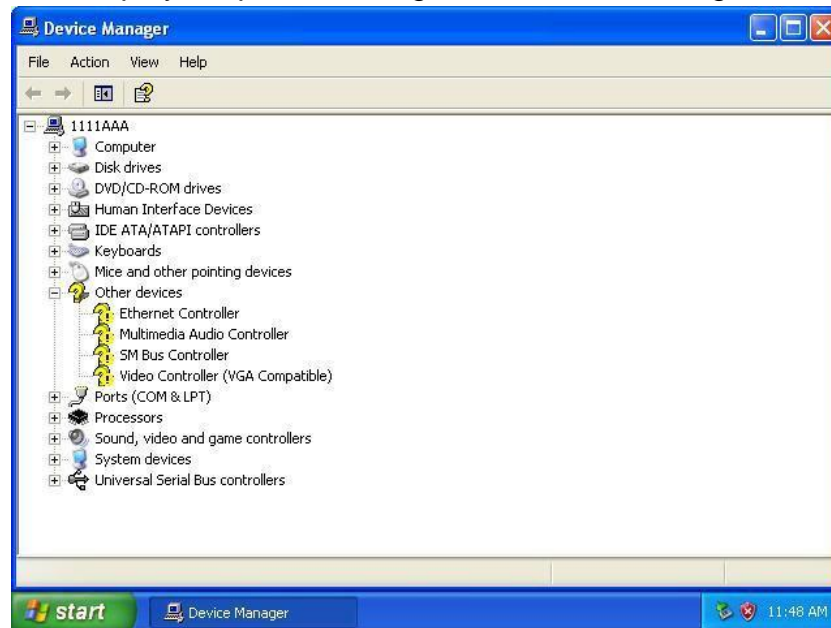 Device Manager
File Action View Help
1111AAA
Computer
Disk drives
DVD/CD-ROM drives
Human Interface Devices
IDE ATA/ATAPI controllers
Keyboards
Mice and other pointing devices
Other devices
Ethernet Controller
Multimedia Audio Controller
SM Bus Controller
Video Controller (VGA Compatible)
Ports (COM & LPT)
Processors
Sound, video and game controllers
System devices
Universal Serial Bus controllers
start Device Manager 11:48 AM